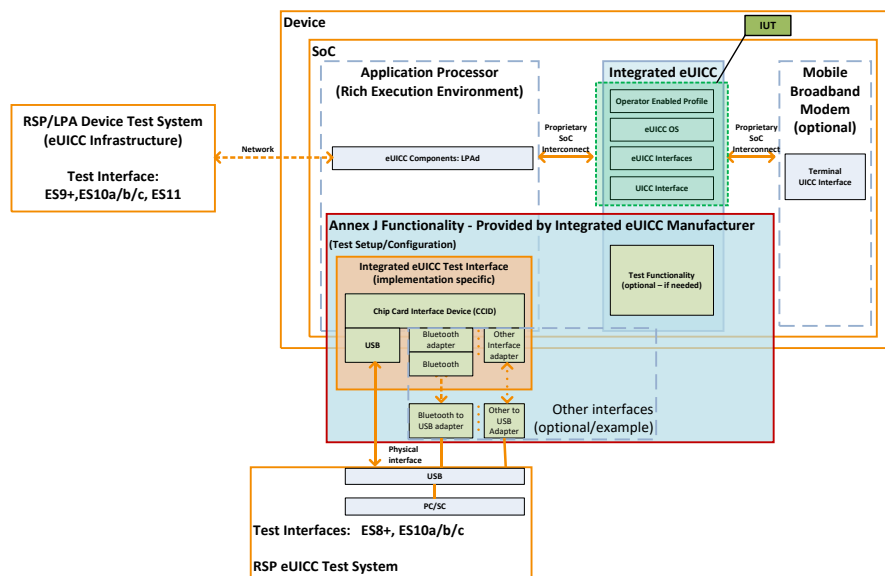 Device
IUT
SoC
Application Processor
(Rich Execution Environment)
Integrated eUICC
Mobile
Broadband
Modem
(optional)
Operator Enabled Profile
eUICC OS
eUICC Interfaces
UICC Interface
RSP/LPA Device Test System
(eUICC Infrastructure)
Test Interface:
ES9+,ES10a/b/c, ES11
Network
eUICC Components: LPAd
Proprietary
SoC
Interconnect
Proprietary
SoC
Interconnect
Terminal
UICC Interface
Annex J Functionality - Provided by Integrated eUICC Manufacturer
(Test Setup/Configuration)
Integrated eUICC Test Interface
(implementation specific)
Test Functionality
(optional – if needed)
Chip Card Interface Device (CCID)
USB
Bluetooth
adapter
Bluetooth
Other
Interface
adapter
Bluetooth to
USB adapter
Other to
USB
Adapter
Other interfaces
(optional/example)
Physical
interface
USB
PC/SC
Test Interfaces: ES8+, ES10a/b/c
RSP eUICC Test System